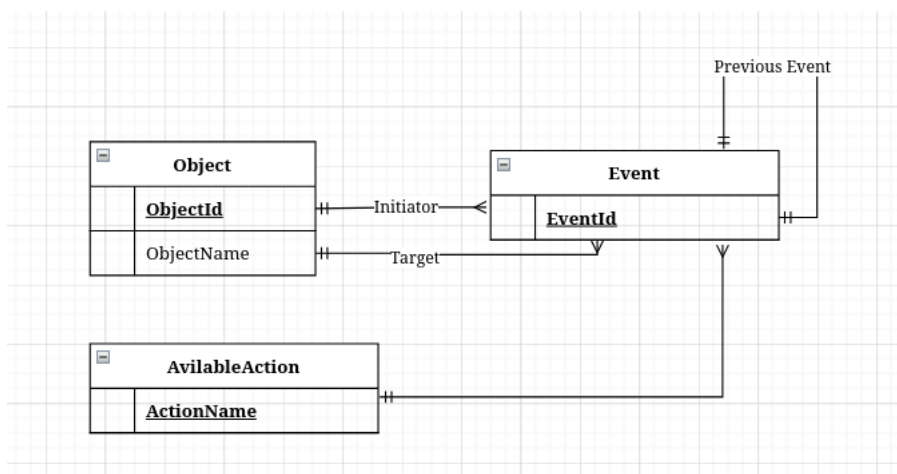 Previous Event
Object
Event
ObjectId
Initiator
EventId
ObjectName
Target
AvilableAction
ActionName